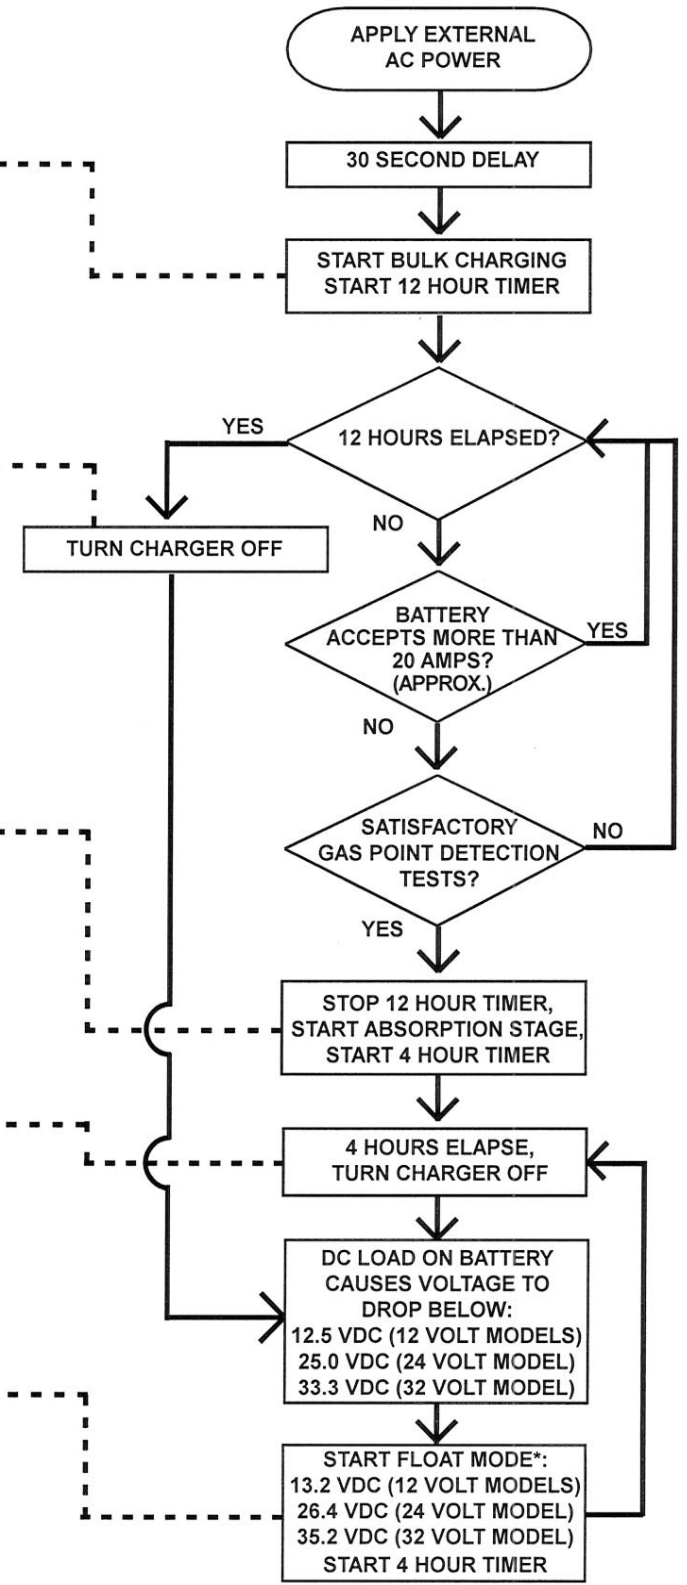 APPLY EXTERNAL
AC POWER
30 SECOND DELAY
START BULK CHARGING
START 12 HOUR TIMER
12 HOURS ELAPSED?
YES
NO
TURN CHARGER OFF
BATTERY
ACCEPTS MORE THAN
20 AMPS?
(APPROX.)
YES
NO
SATISFACTORY
GAS POINT DETECTION
TESTS?
NO
YES
STOP 12 HOUR TIMER,
START ABSORPTION STAGE,
START 4 HOUR TIMER
4 HOURS ELAPSE,
TURN CHARGER OFF
DC LOAD ON BATTERY
CAUSES VOLTAGE TO
DROP BELOW:
12.5 VDC (12 VOLT MODELS)
25.0 VDC (24 VOLT MODEL)
33.3 VDC (32 VOLT MODEL)
START FLOAT MODE*:
13.2 VDC (12 VOLT MODELS)
26.4 VDC (24 VOLT MODEL)
35.2 VDC (32 VOLT MODEL)
START 4 HOUR TIMER